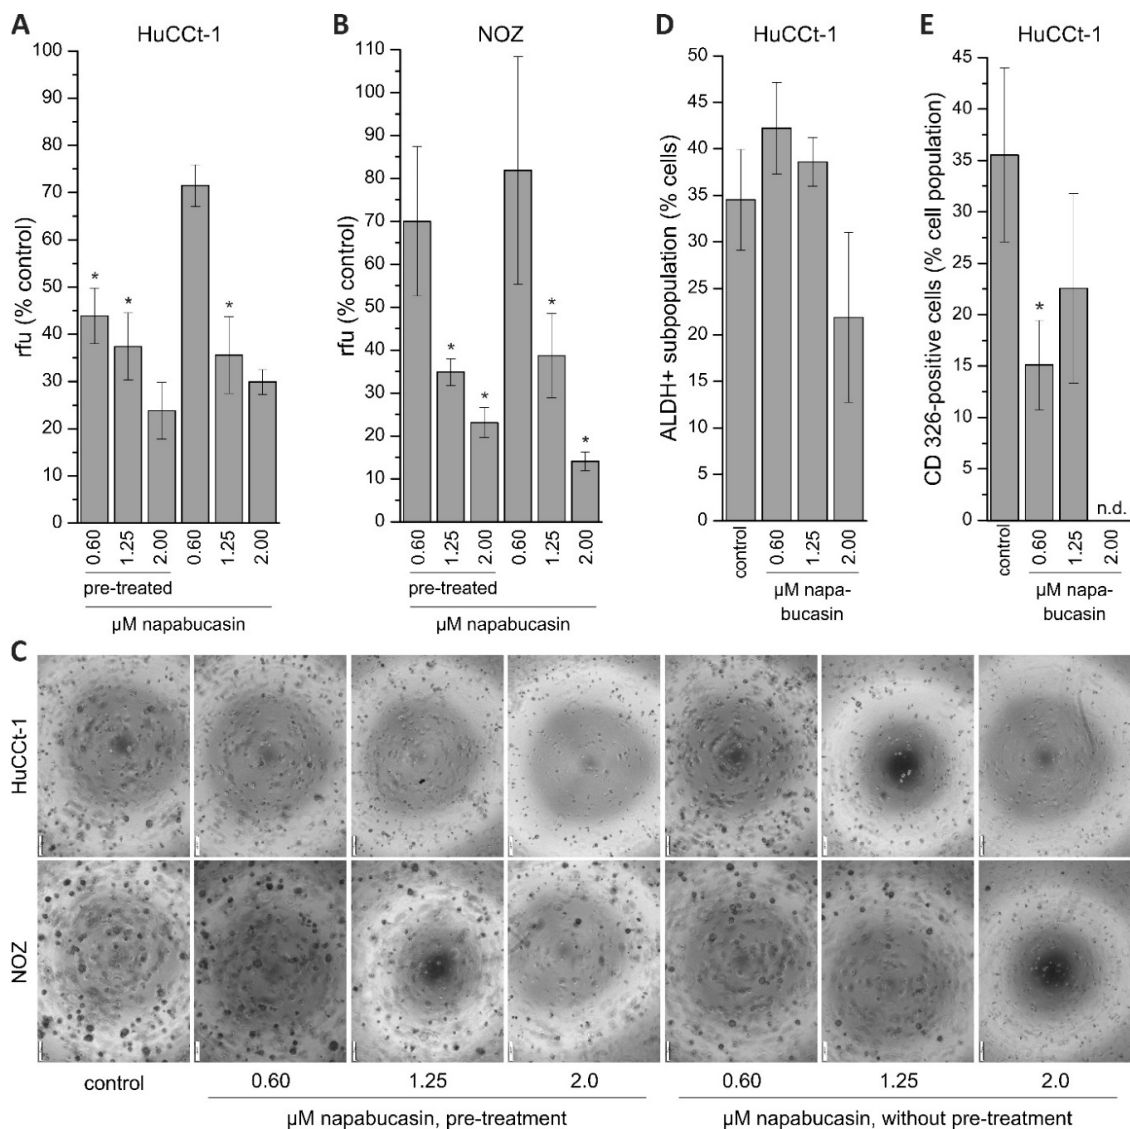 A
HuCCt-1
rfu (% control)
100
90
80
70
60
50
40
30
20
10
0
*
*
*
0.60
1.25
2.00
0.60
1.25
2.00
pre-treated
µM napabucasin
B
NOZ
rfu (% control)
110
100
90
80
70
60
50
40
30
20
10
0
*
*
*
*
0.60
1.25
2.00
0.60
1.25
2.00
pre-treated
µM napabucasin
D
HuCCt-1
ALDH+ subpopulation (% cells)
50
45
40
35
30
25
20
15
10
5
0
control
0.60
1.25
2.00
µM napa-
bucasin
E
HuCCt-1
CD 326-positive cells (% cell population)
45
40
35
30
25
20
15
10
5
0
*
n.d.
control
0.60
1.25
2.00
µM napa-
bucasin
C
HuCCt-1
NOZ
control
0.60
1.25
2.0
0.60
1.25
2.0
µM napabucasin, pre-treatment
µM napabucasin, without pre-treatment